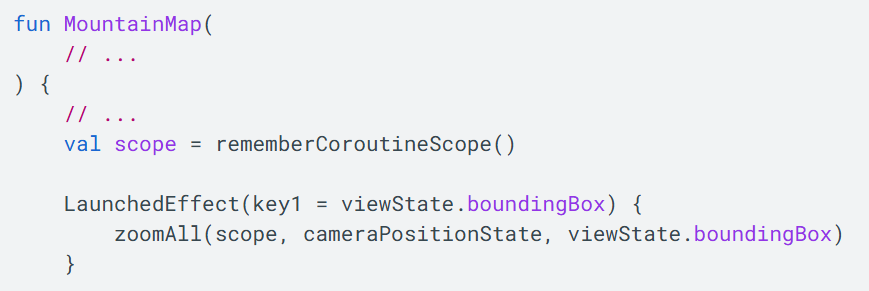 fun MountainMap(
    // ...
) {
    // ...
    val scope = rememberCoroutineScope()

    LaunchedEffect(key1 = viewState.boundingBox) {
        zoomAll(scope, cameraPositionState, viewState.boundingBox)
    }